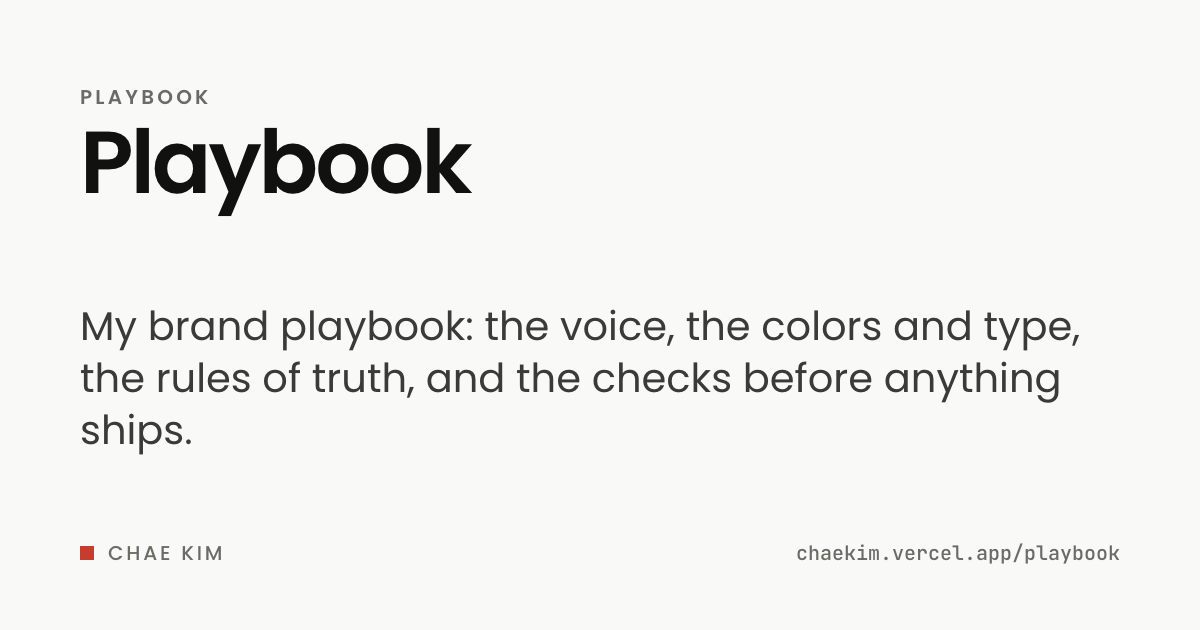 PLAYBOOK
Playbook
My brand playbook: the voice, the colors and type,
the rules of truth, and the checks before anything
ships.
CHAE KIM
chaekim.vercel.app/playbook